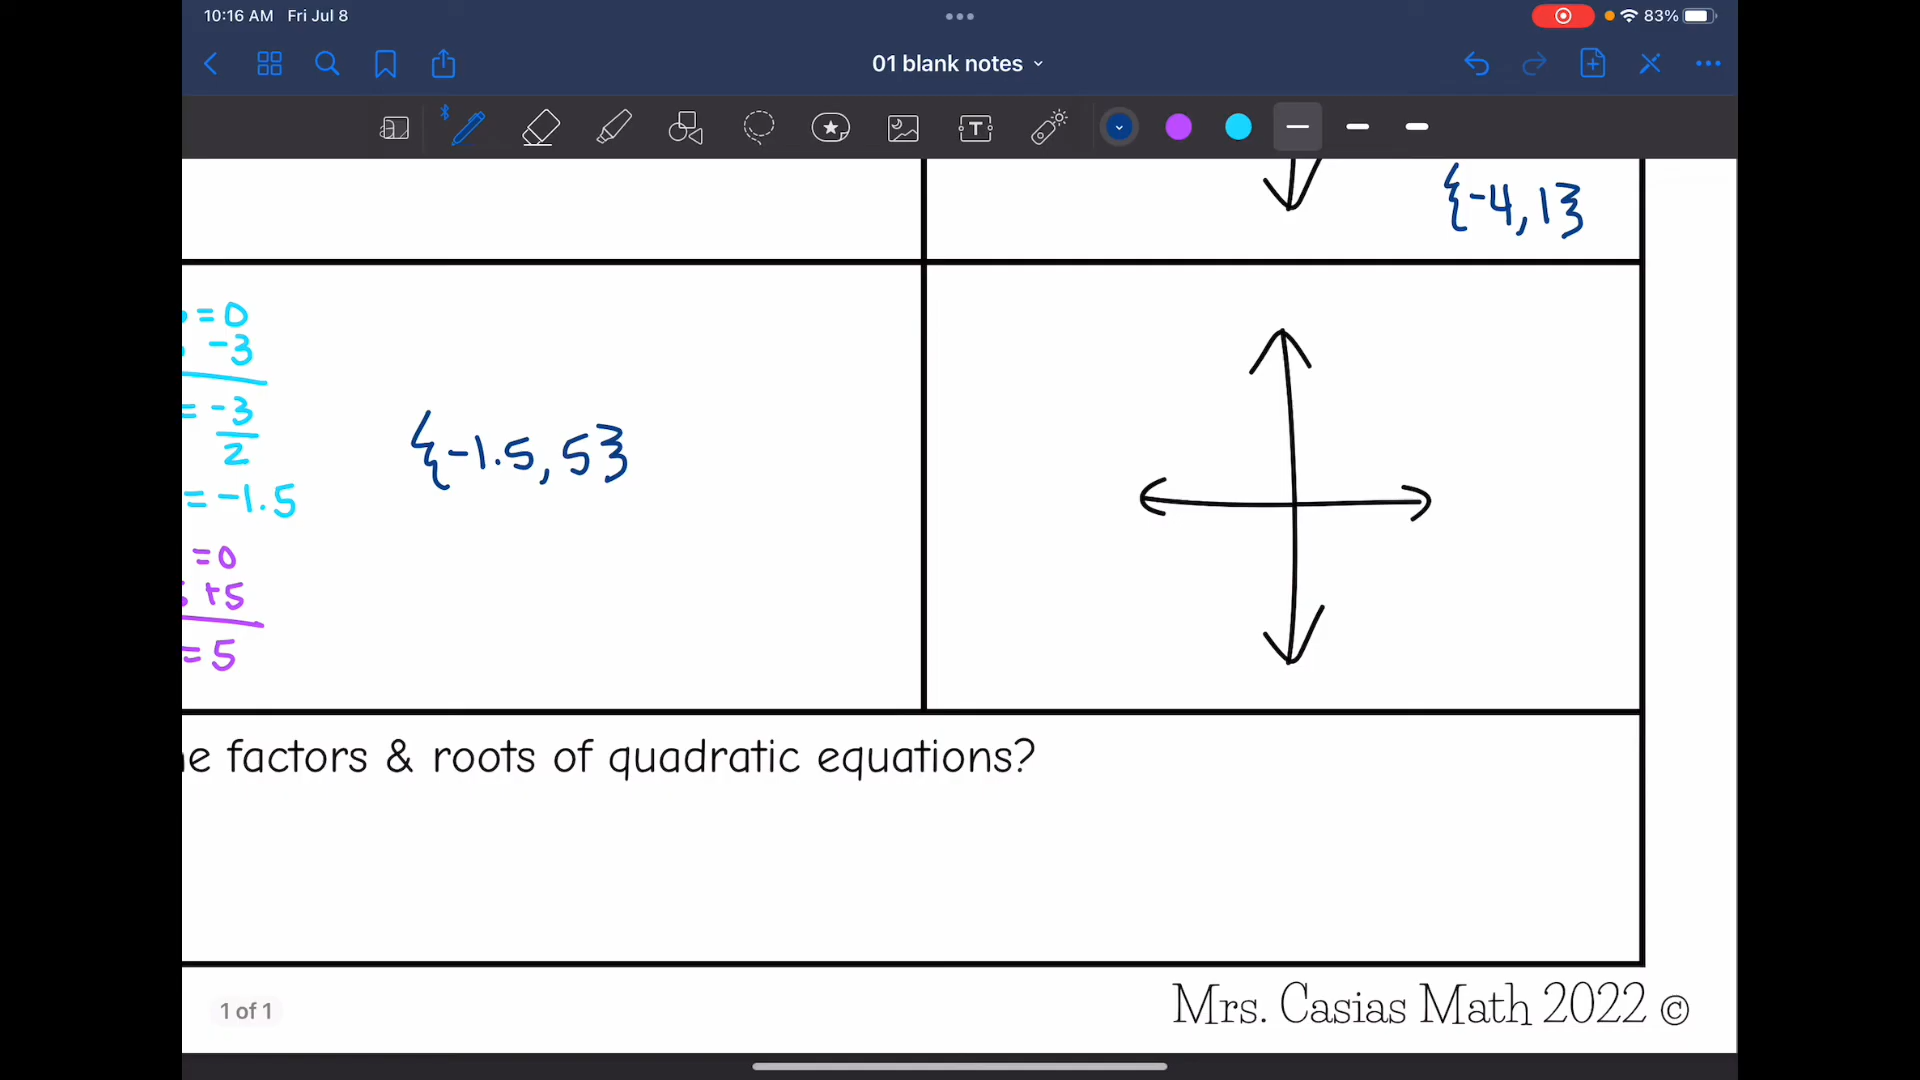 10:16 AM Fri Jul 8
83%
01 blank notes
T
{-4, 1}
= 0
-3
= -3
2
= -1.5
{-1.5, 5}
= 0
+5
= 5
factors & roots of quadratic equations?
1 of 1
Mrs. Casias Math 2022 ©